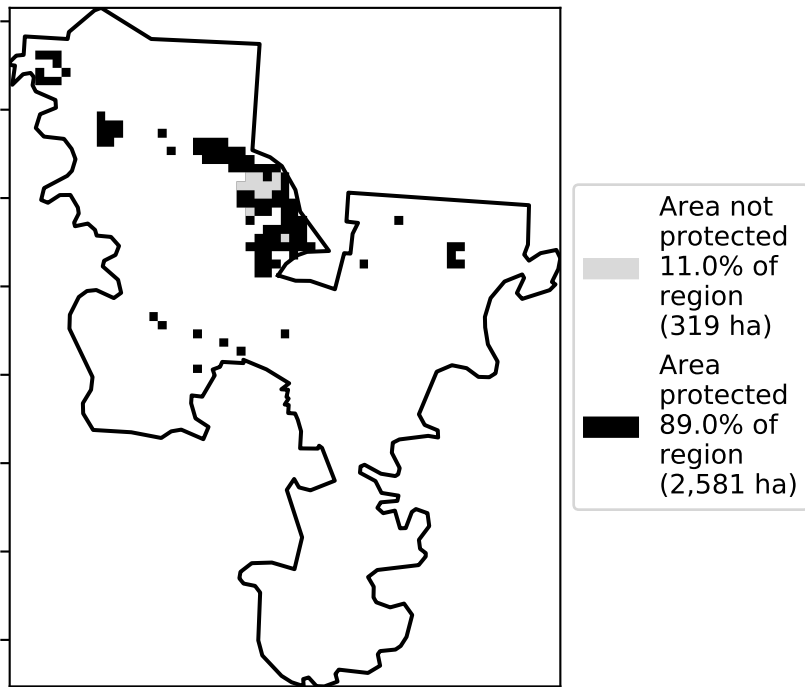 Area not
protected
11.0% of
region
(319 ha)
Area
protected
89.0% of
region
(2,581 ha)